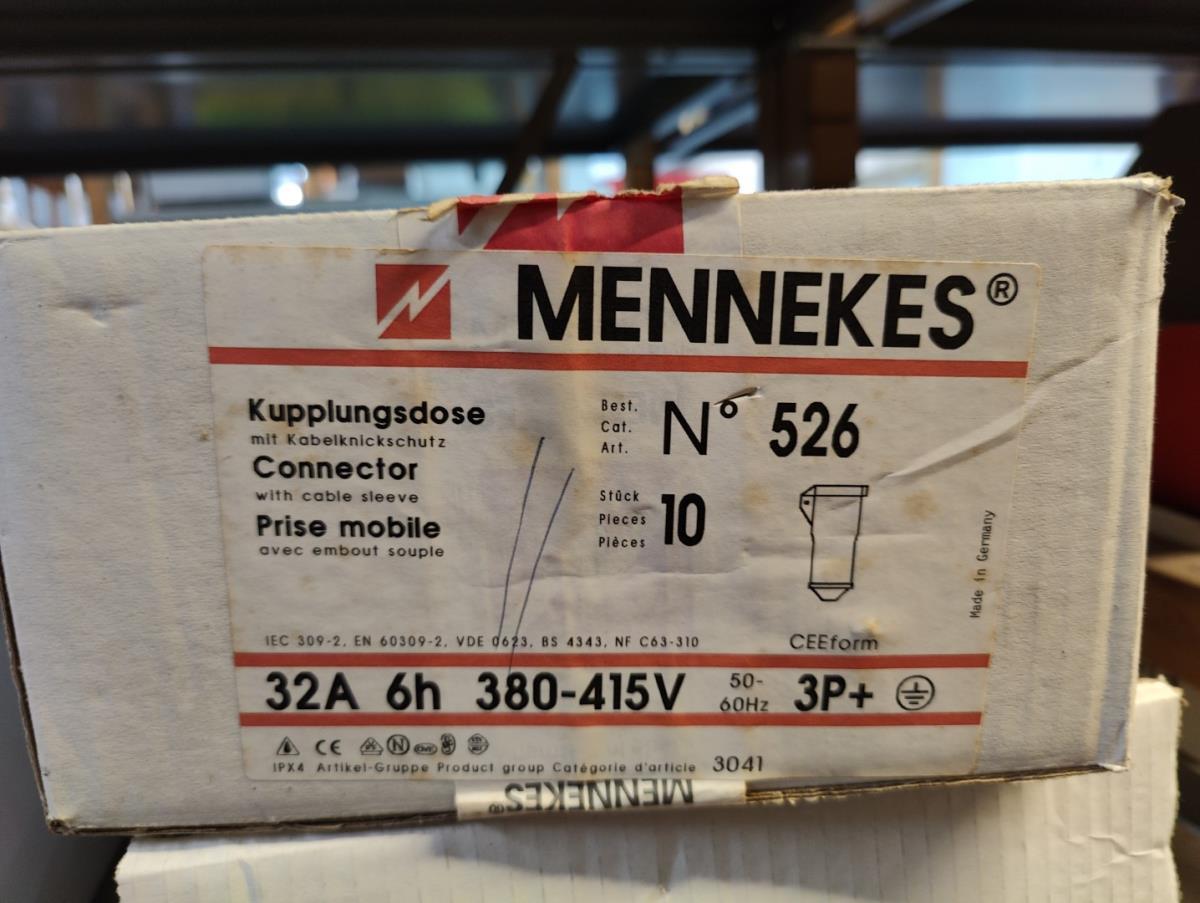 MENNEKES®
Kupplungsdose
mit Kabelknickschutz
Connector
with cable sleeve
Prise mobile
avec embout souple
Best.
Cat.
Art.
N° 526
Stück
Pieces
Pièces
10
Made in Germany
IEC 309-2, EN 60309-2, VDE 0623, BS 4343, NF C63-310
CEEform
32A 6h 380-415V 50-60Hz 3P+
CE N
IPX4 Artikel-Gruppe Product group Catégorie d'article 3041
MENNEKES®